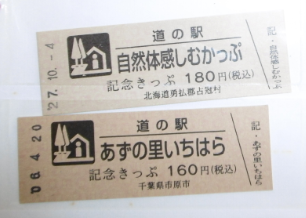 道の駅
自然体感しむかっぷ
記念きっぷ 180円(税込)
北海道勇払郡占冠村
27.10.-4
記・自然体感しむかっぷ
道の駅
あずの里いちはら
記念きっぷ 160円(税込)
千葉県市原市
06.4.20
記・あずの里いちはら